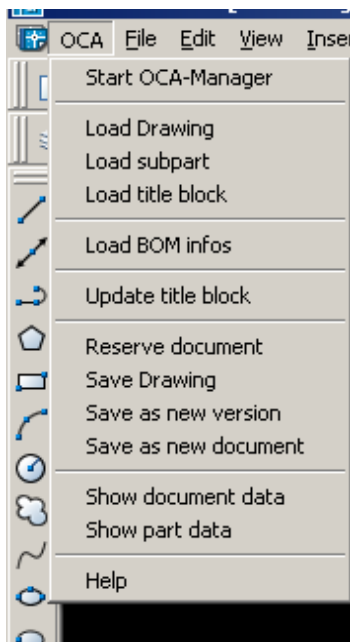 OCA File Edit View Inser
Start OCA-Manager
Load Drawing
Load subpart
Load title block
Load BOM infos
Update title block
Reserve document
Save Drawing
Save as new version
Save as new document
Show document data
Show part data
Help